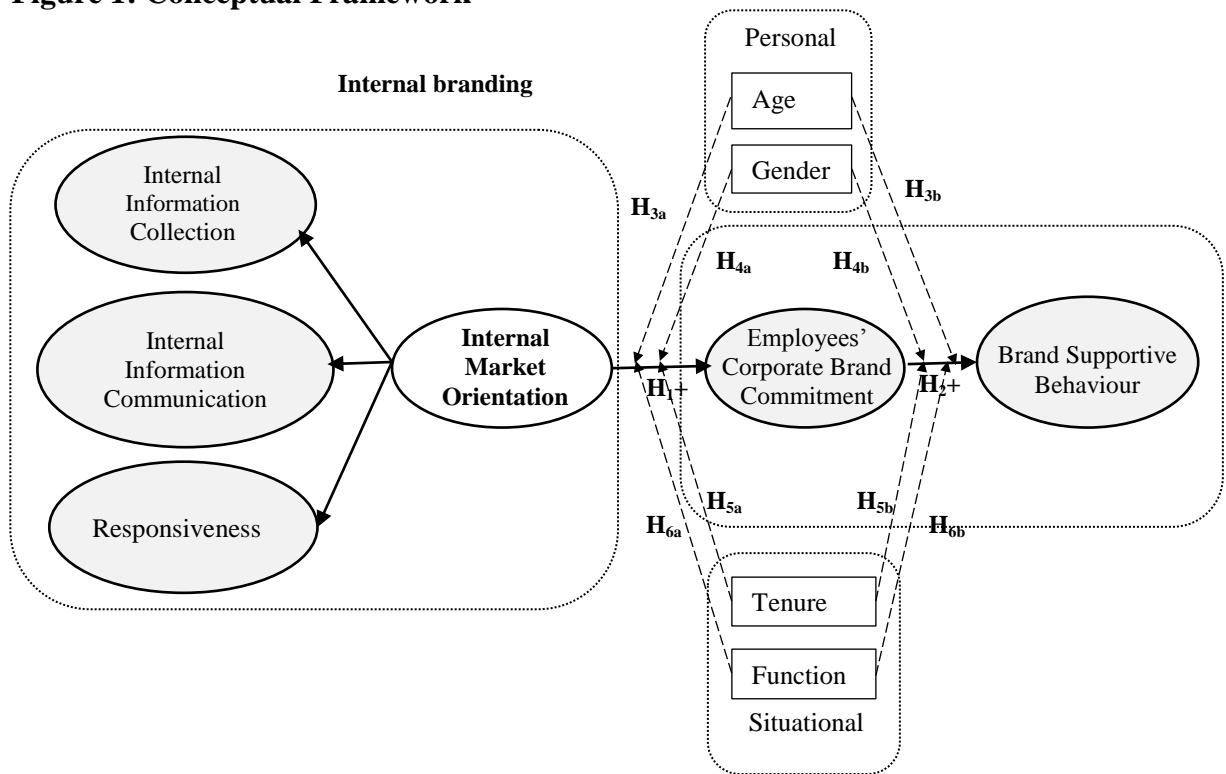 Figure 1: Conceptual Framework
Internal branding
Internal
Information
Collection
Internal
Information
Communication
Responsiveness
Internal
Market
Orientation
Personal
Age
Gender
H3a
H3b
H4a
H4b
H1+
Employees’
Corporate Brand
Commitment
H2+
Brand Supportive
Behaviour
H5a
H5b
H6a
H6b
Tenure
Function
Situational